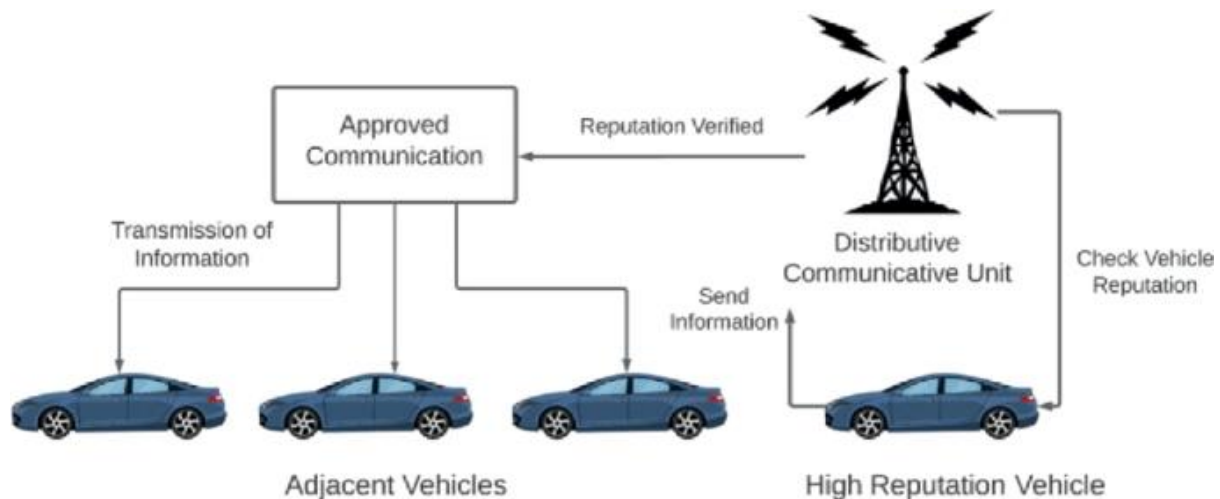 Approved
Communication
Reputation Verified
Transmission of
Information
Distributive
Communicative Unit
Check Vehicle
Reputation
Send
Information
Adjacent Vehicles
High Reputation Vehicle